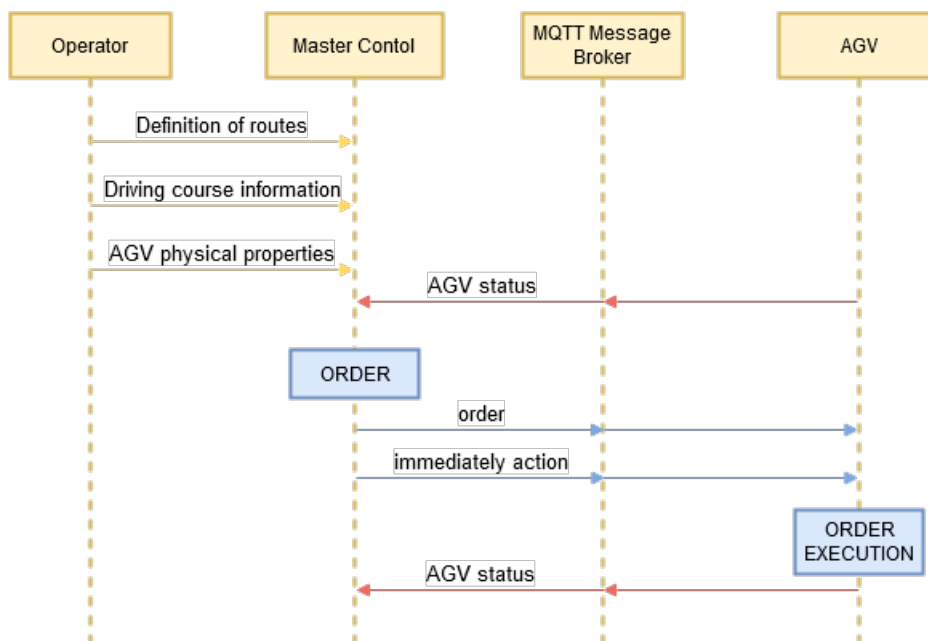 Operator
Master Contol
MQTT Message
Broker
AGV
Definition of routes
Driving course information
AGV physical properties
AGV status
ORDER
order
immediately action
ORDER
EXECUTION
AGV status